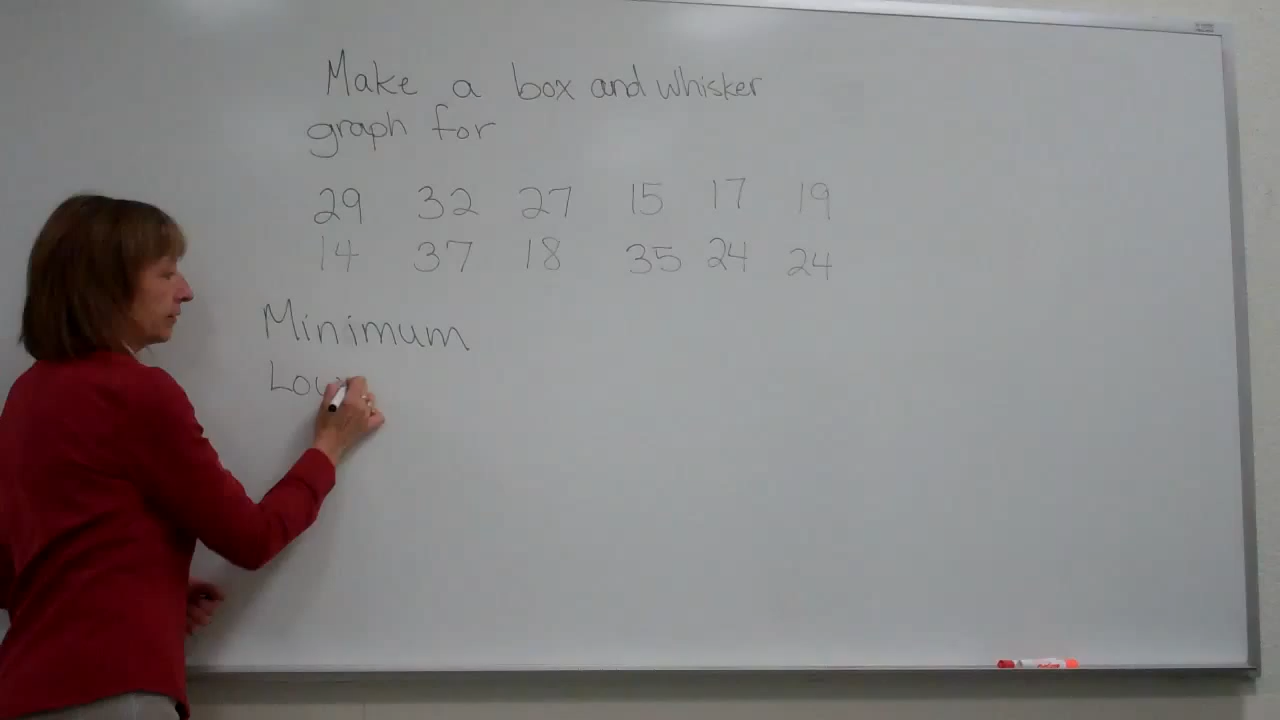 Make a box and whisker
graph for
29 32 27 15 17 19
14 37 18 35 24 24
Minimum